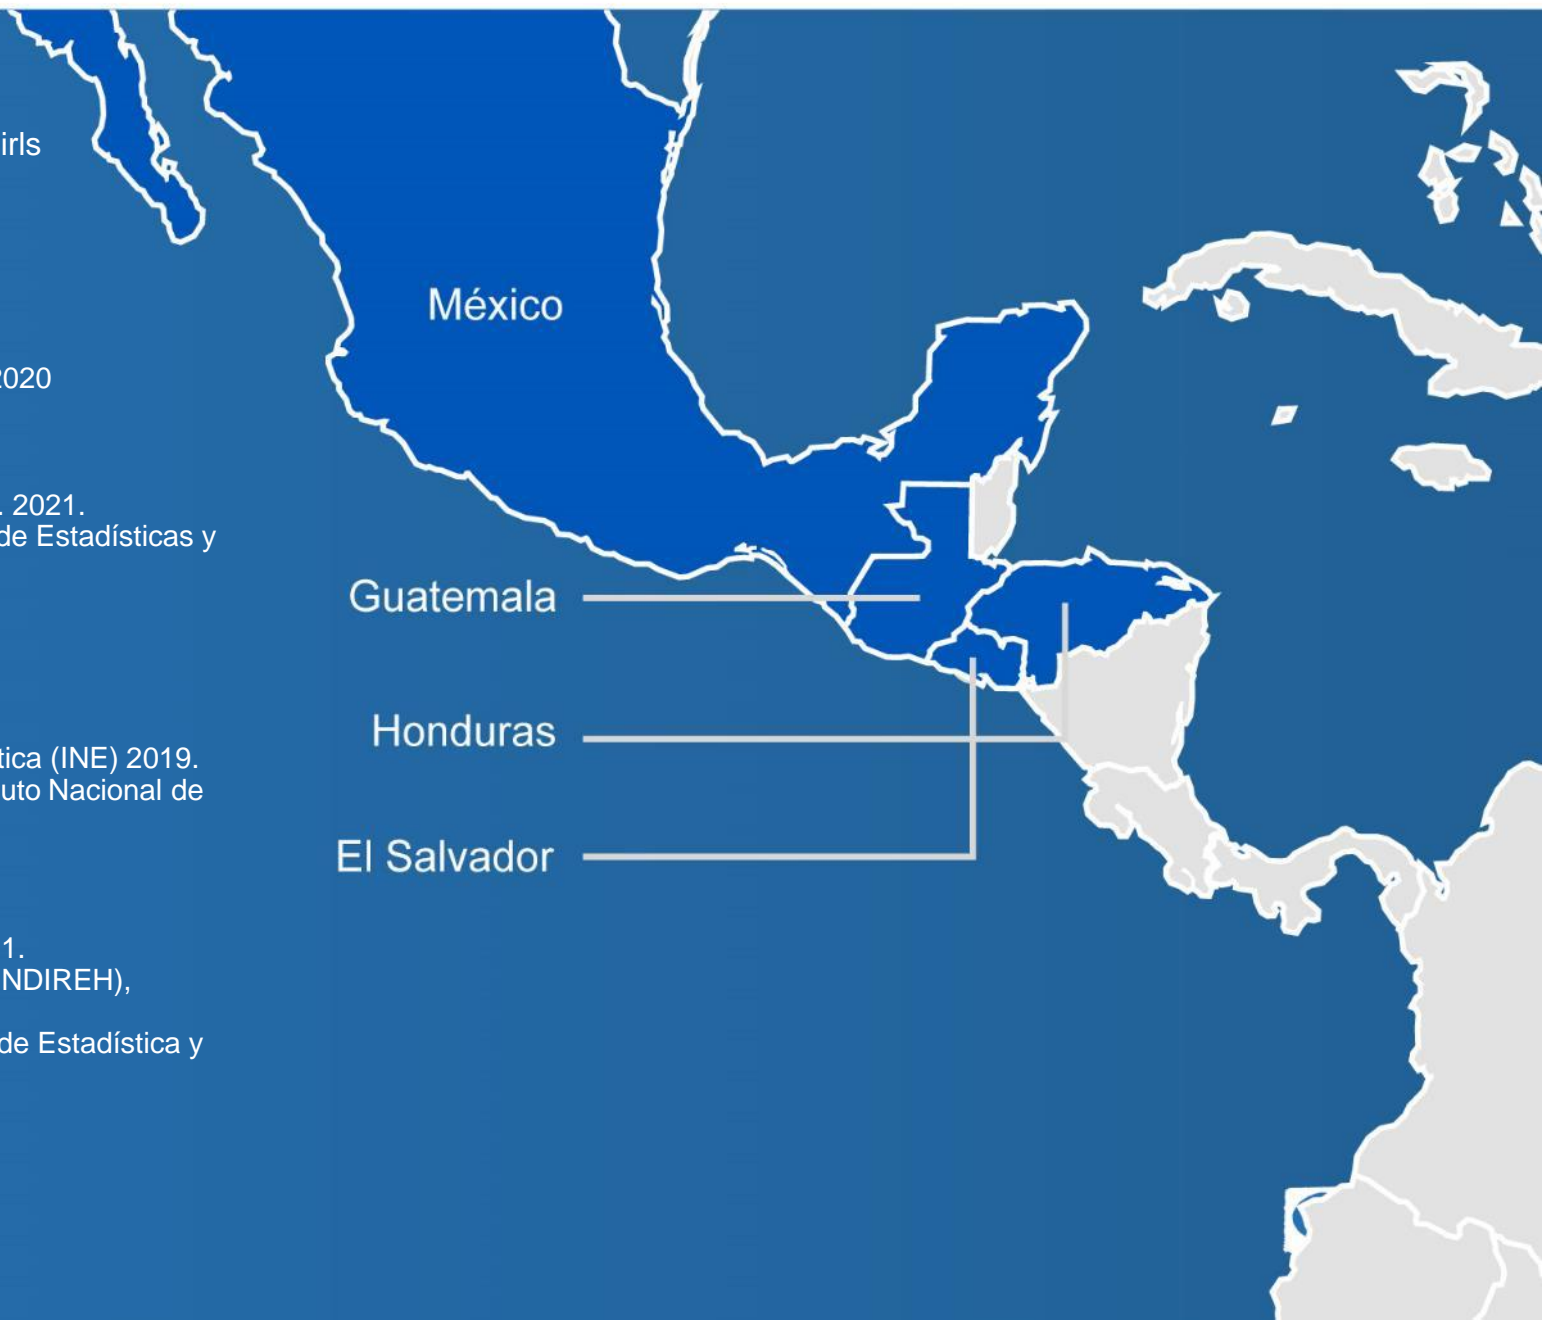 irls
México
2020
. 2021.
de Estadísticas y
Guatemala
Honduras
tica (INE) 2019.
uto Nacional de
El Salvador
1.
NDIREH),
de Estadística y